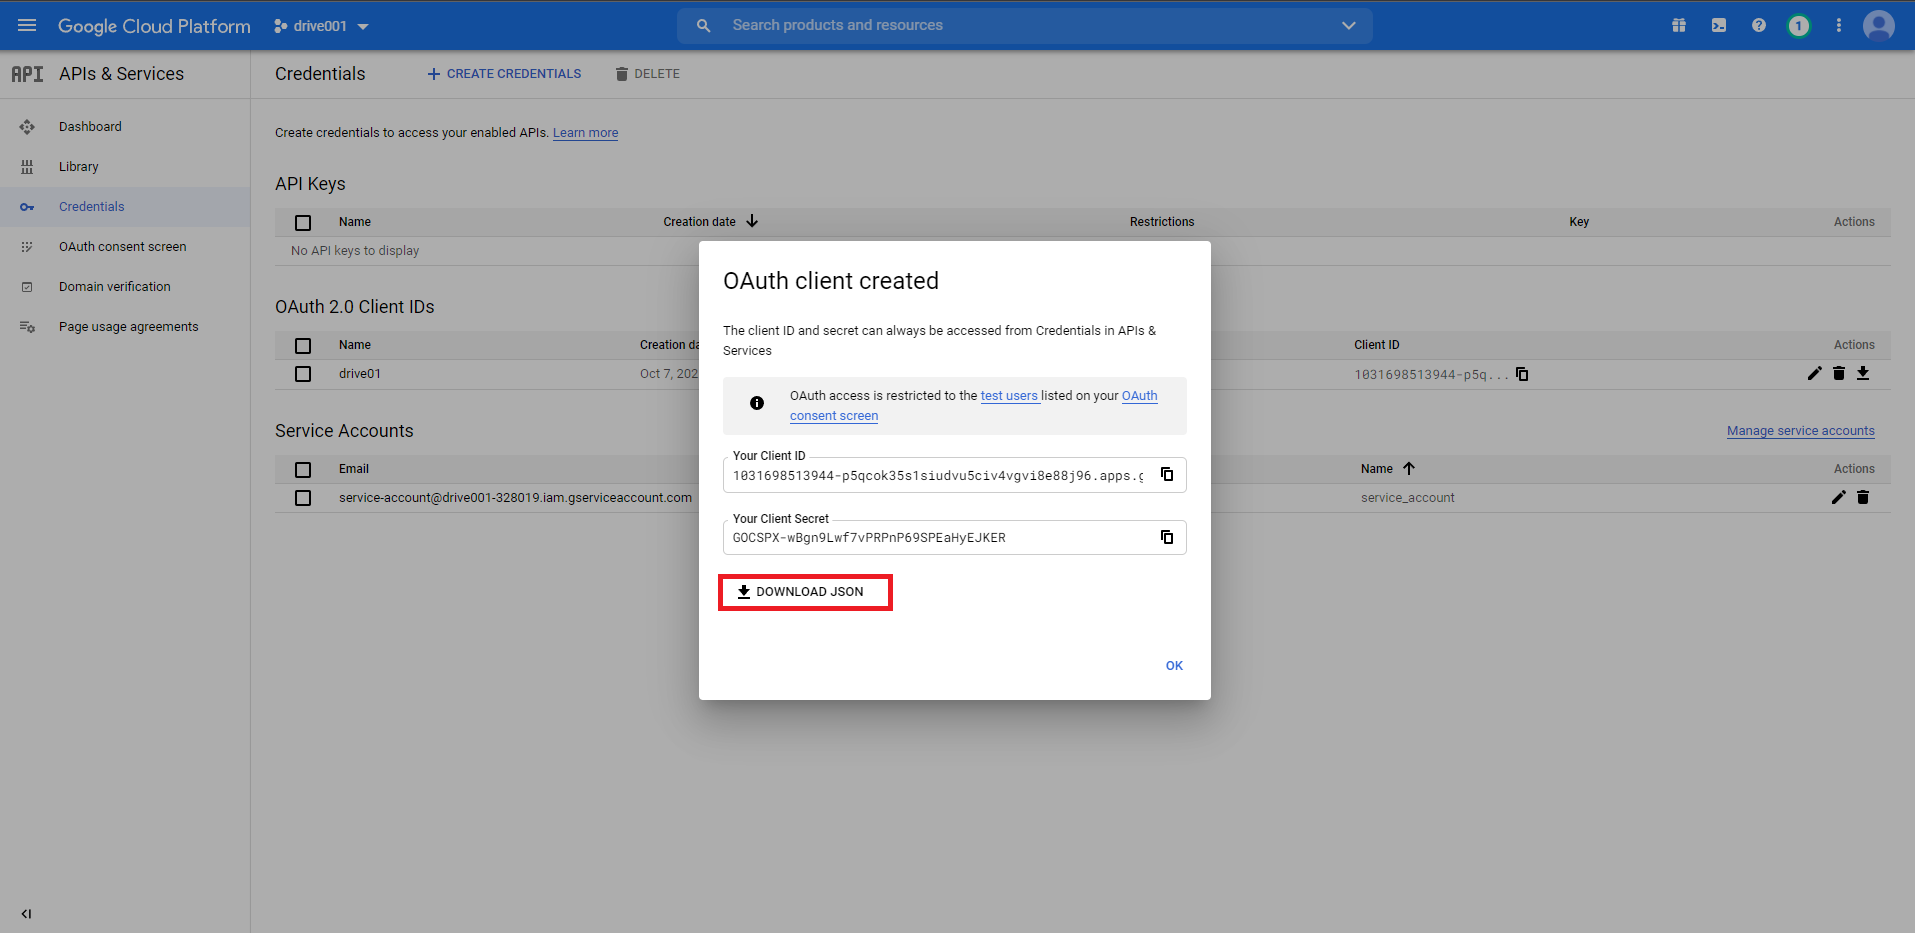 Google Cloud Platform
drive001
Search products and resources
1
API APIs & Services
Credentials
CREATE CREDENTIALS
DELETE
Dashboard
Library
Credentials
OAuth consent screen
Domain verification
Page usage agreements
Create credentials to access your enabled APIs. Learn more
API Keys
Name Creation date Restrictions Key Actions
No API keys to display
OAuth 2.0 Client IDs
Name Creation da Client ID Actions
drive01 Oct 7, 202 1031698513944-p5q...
Service Accounts Manage service accounts
Email Name Actions
service-account@drive001-328019.iam.gserviceaccount.com service_account
OAuth client created
The client ID and secret can always be accessed from Credentials in APIs &
Services
OAuth access is restricted to the test users listed on your OAuth
consent screen
Your Client ID
1031698513944-p5qcok35s1siudvu5civ4vgvi8e88j96.apps.g
Your Client Secret
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
DOWNLOAD JSON
OK